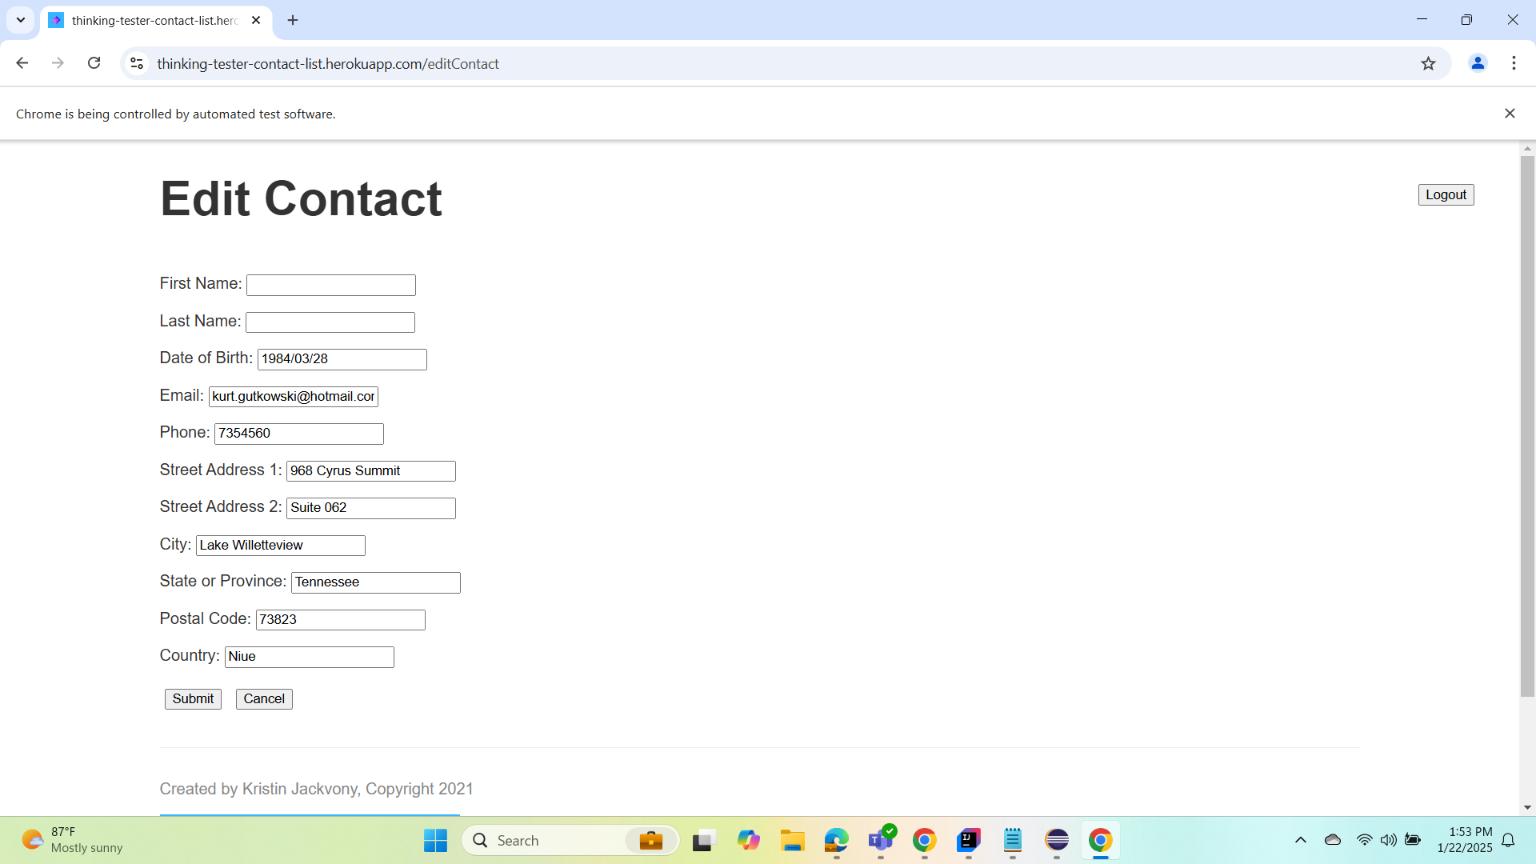 thinking-tester-contact-list.herc
thinking-tester-contact-list.herokuapp.com/editContact
Chrome is being controlled by automated test software.
Edit Contact
Logout
First Name:
Last Name:
Date of Birth: 1984/03/28
Email: kurt.gutkowski@hotmail.cor
Phone: 7354560
Street Address 1: 968 Cyrus Summit
Street Address 2: Suite 062
City: Lake Willetteview
State or Province: Tennessee
Postal Code: 73823
Country: Niue
Submit Cancel
Created by Kristin Jackvony, Copyright 2021
87°F
Mostly sunny
Search
1:53 PM
1/22/2025